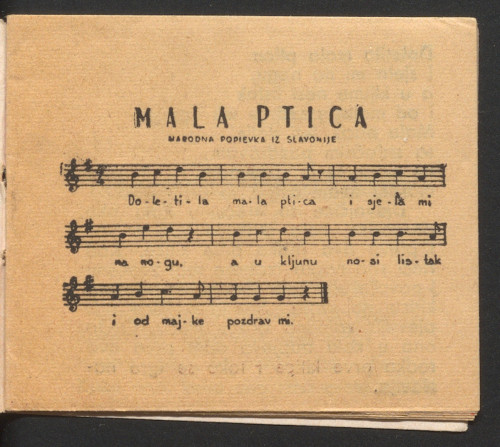 MALA PTICA
NARODNA POPIEVKA IZ SLAVONIJE
Do-le-ti-la ma-la pti-ca i sje-la mi
na no-gu, a u kljunu no-si lis-tak
i od maj-ke pozdrav mi.